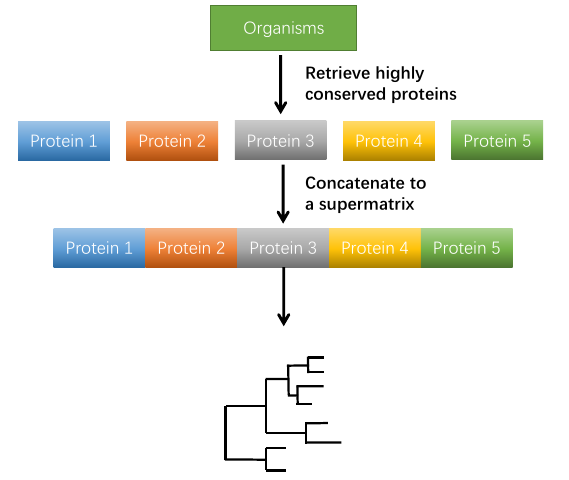 Organisms
Retrieve highly
conserved proteins
Protein 1 Protein 2 Protein 3 Protein 4 Protein 5
Concatenate to
a supermatrix
Protein 1 Protein 2 Protein 3 Protein 4 Protein 5